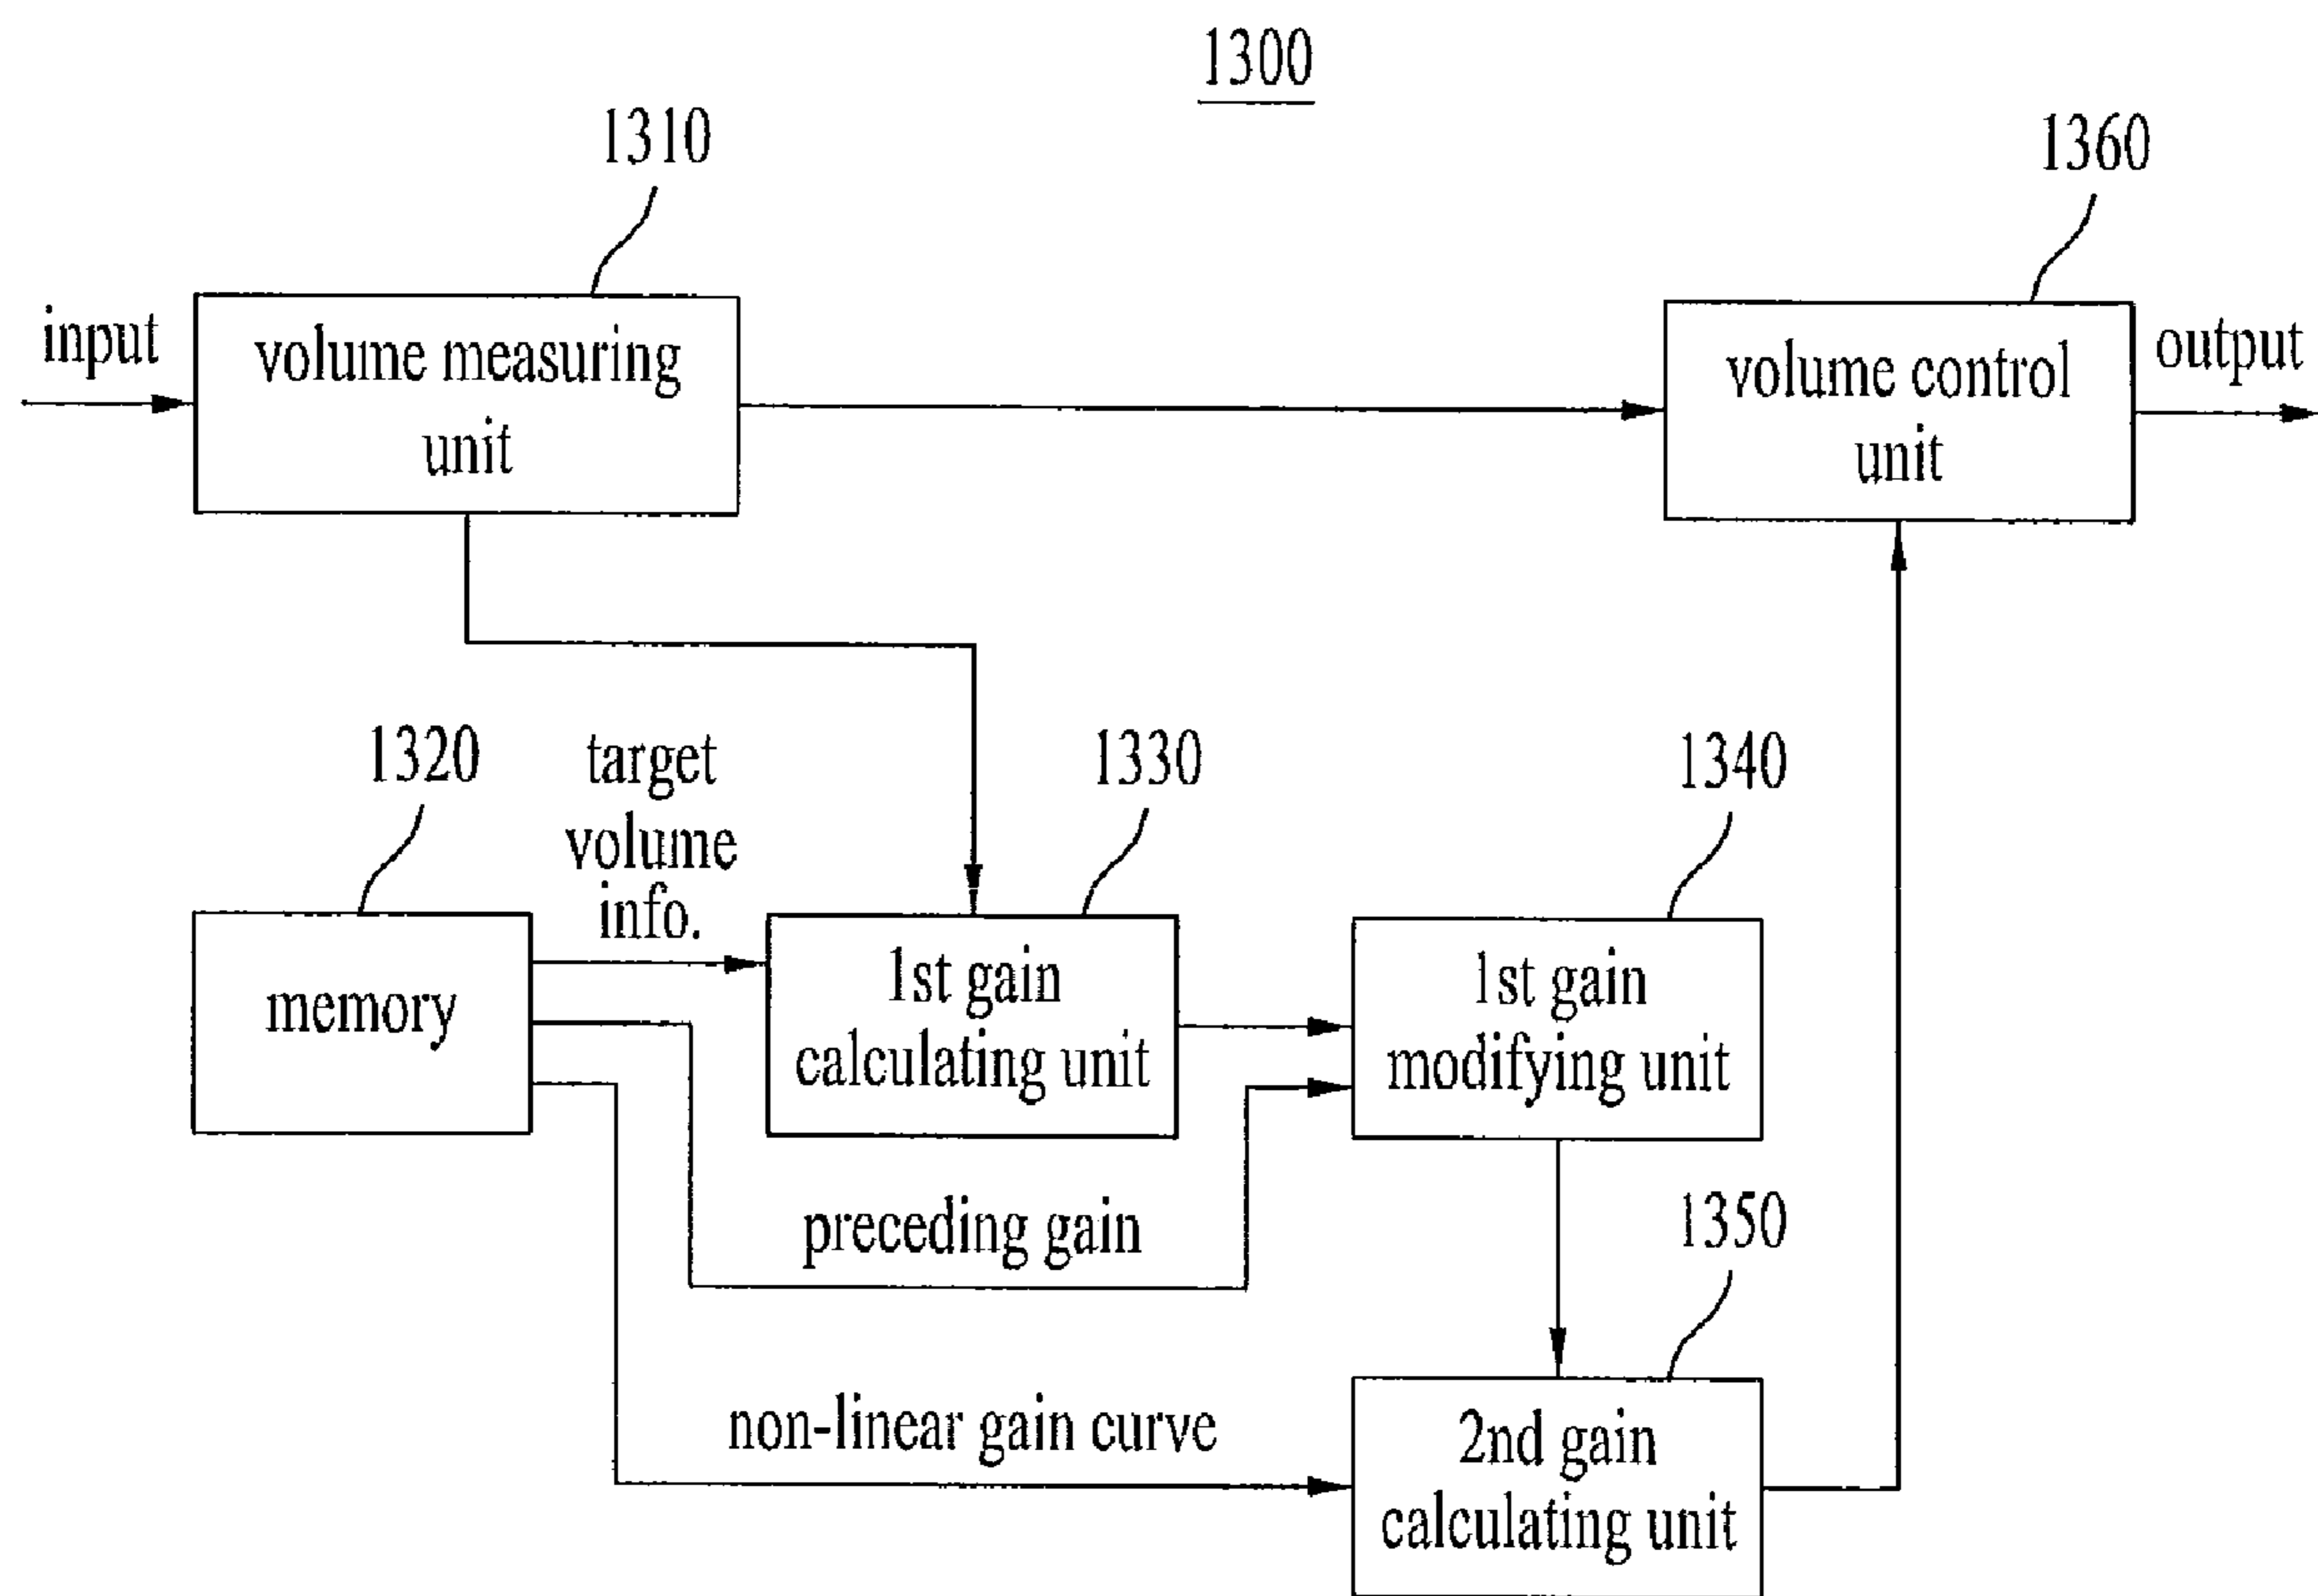 1300
1310
1360
input
volume measuring
unit
volume control
unit
output
1320
target
volume
info.
1330
1340
memory
1st gain
calculating unit
1st gain
modifying unit
preceding gain
1350
non-linear gain curve
2nd gain
calculating unit